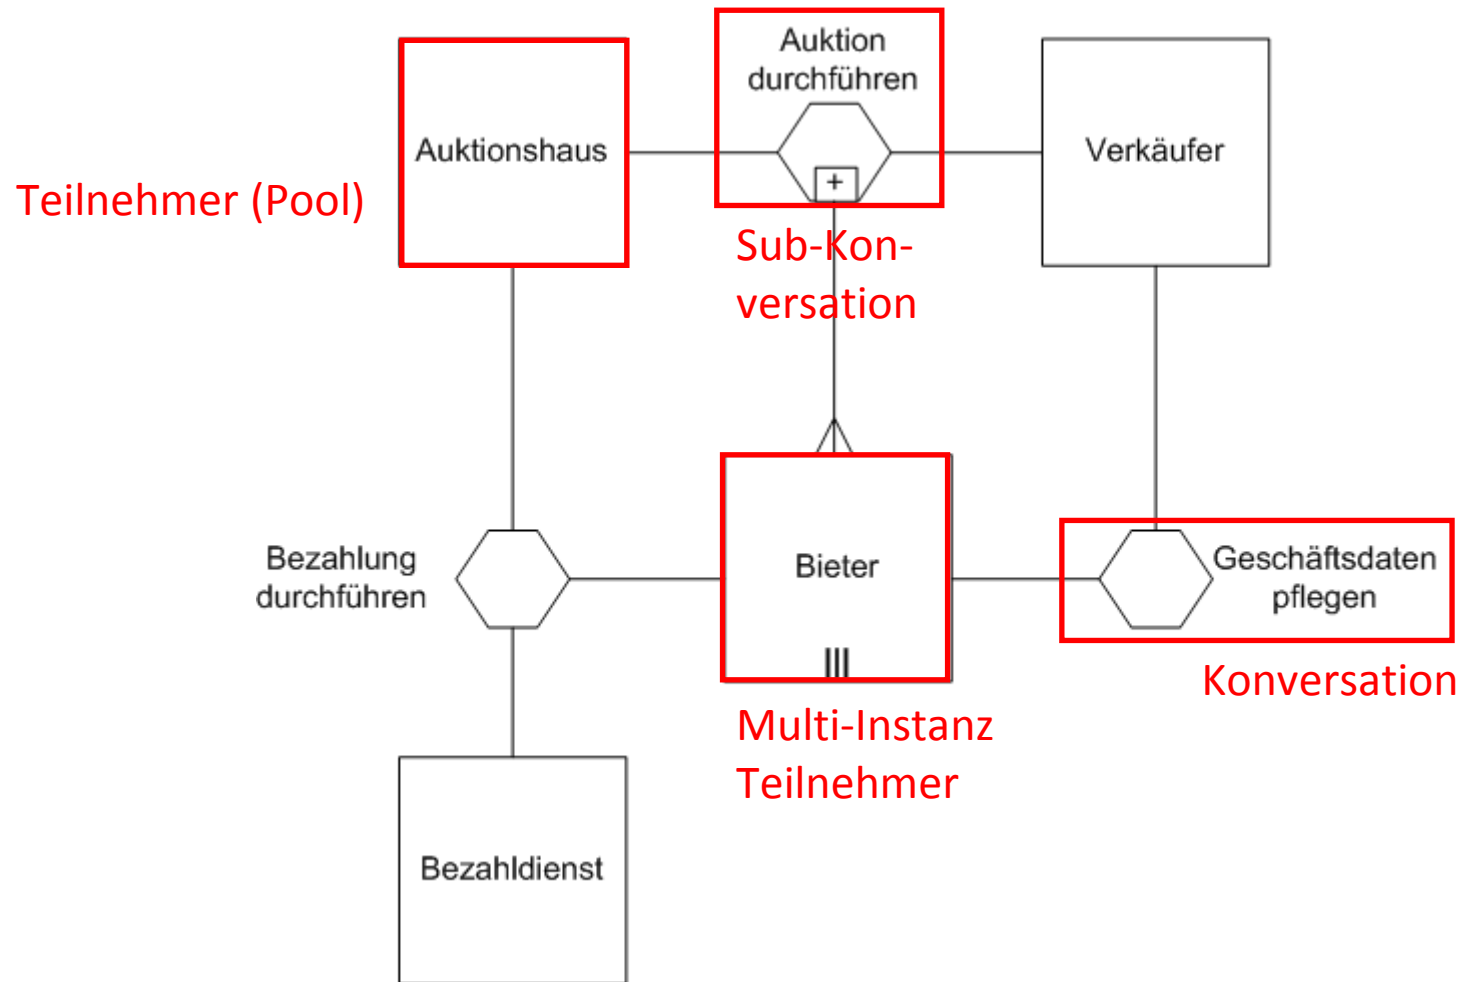 Auktion
durchführen
Auktionshaus
Verkäufer
+
Teilnehmer (Pool)
Sub-Kon-
versation
Bezahlung
durchführen
Bieter
Geschäftsdaten
pflegen
Konversation
Multi-Instanz
Teilnehmer
Bezahldienst